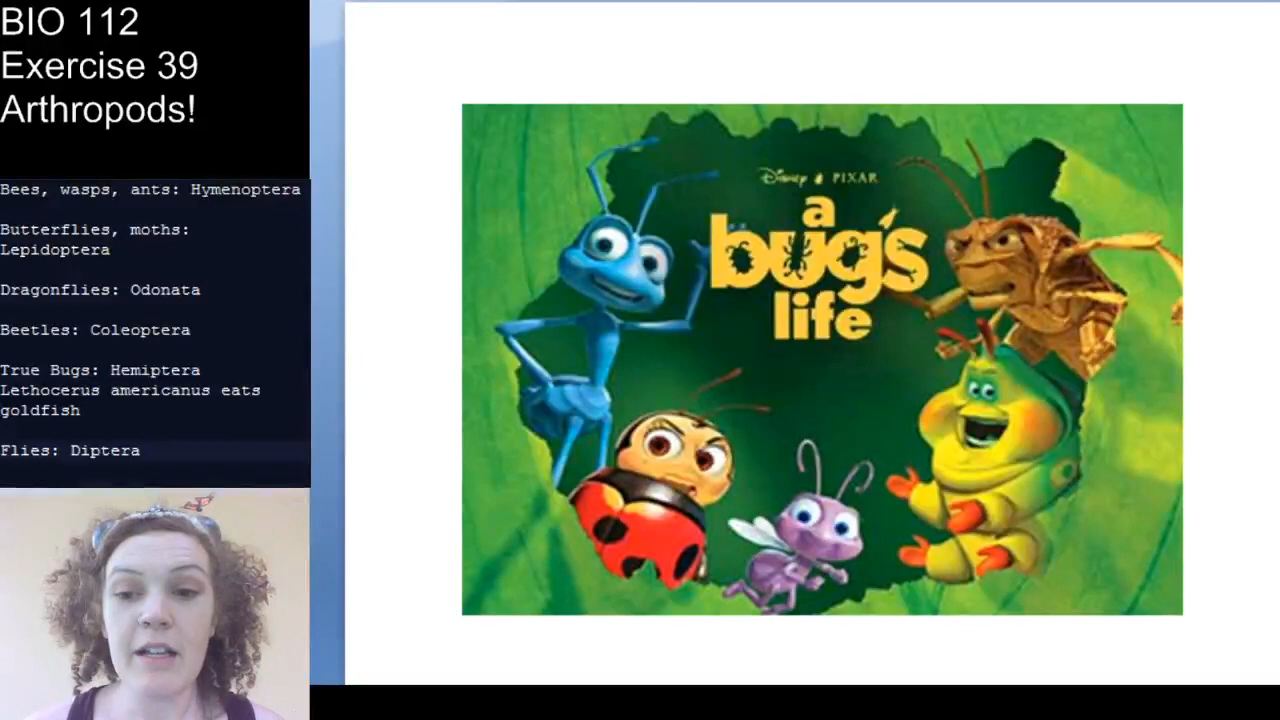 BIO 112
Exercise 39
Arthropods!
Bees, wasps, ants: Hymenoptera
Butterflies, moths:
Lepidoptera
Dragonflies: Odonata
Beetles: Coleoptera
True Bugs: Hemiptera
Lethocerus americanus eats
goldfish
Flies: Diptera
Disney PIXAR
a
bug's
life